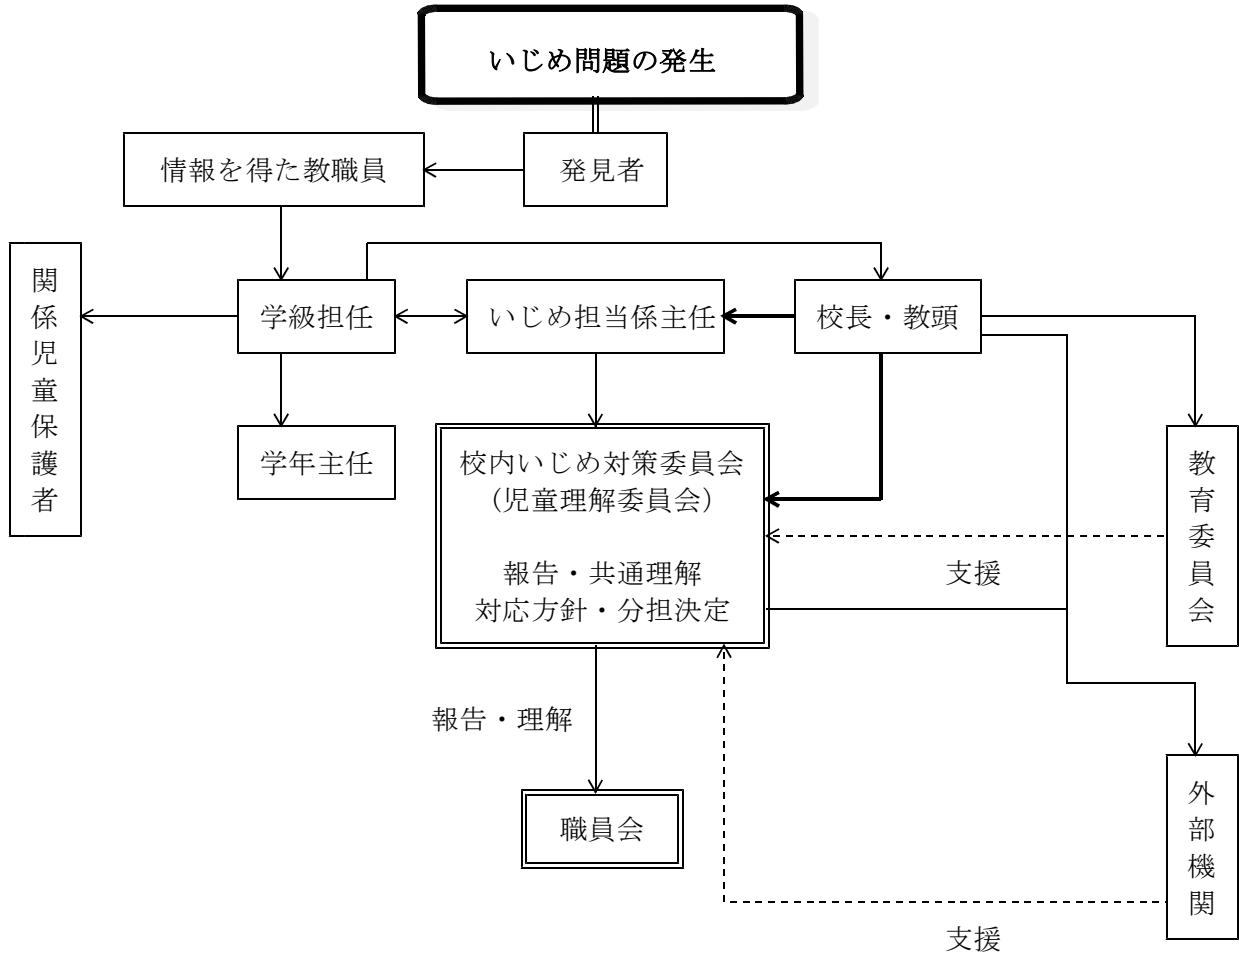 いじめ問題の発生
情報を得た教職員
発見者
関係児童保護者
学級担任
いじめ担当係主任
校長・教頭
学年主任
校内いじめ対策委員会
（児童理解委員会）
報告・共通理解
対応方針・分担決定
教育委員会
支援
報告・理解
職員会
外部機関
支援